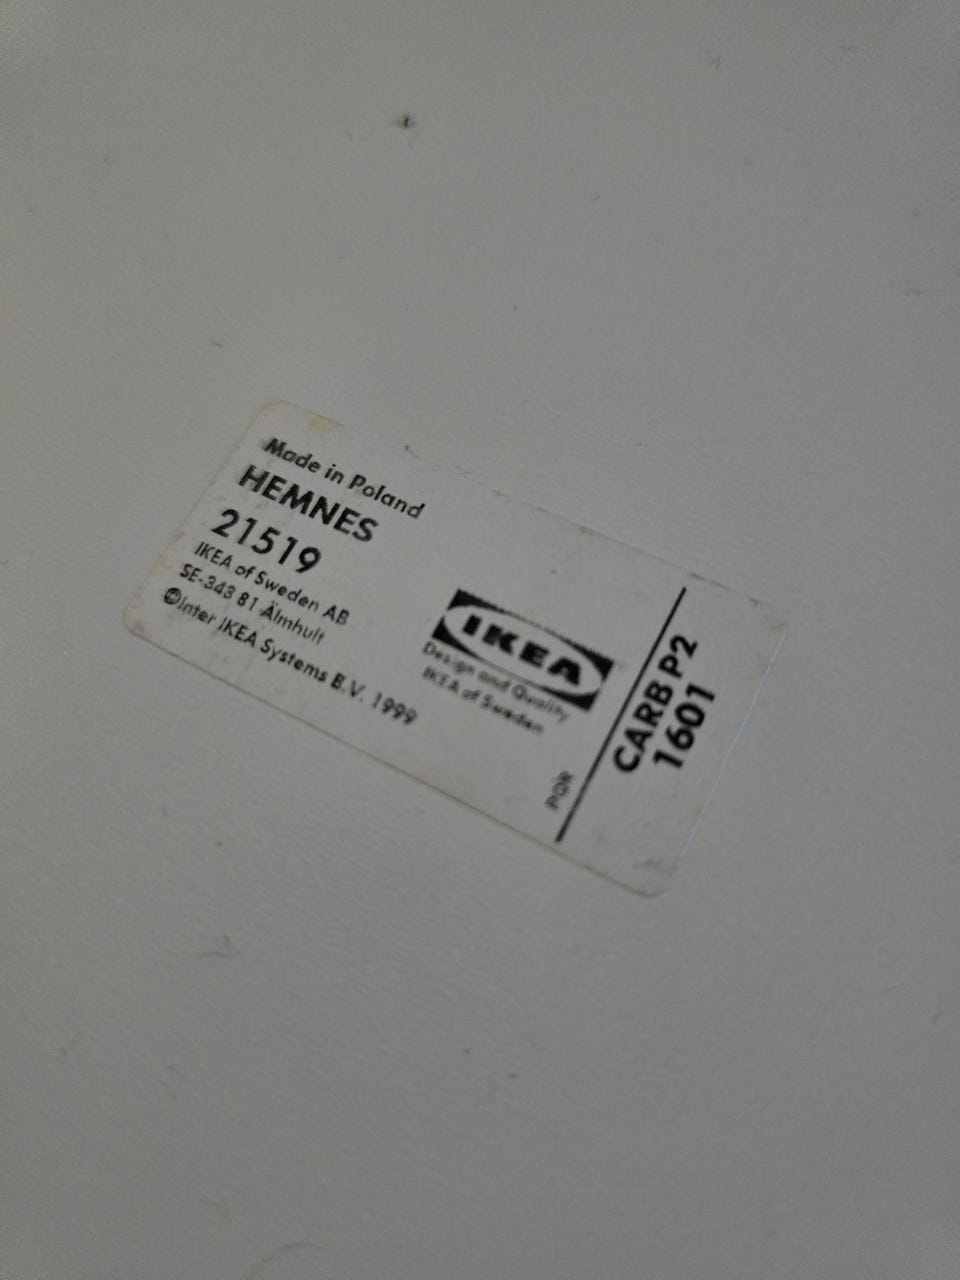 Made in Poland
HEMNES
21519
IKEA of Sweden AB
SE-343 81 Älmhult
©Inter IKEA Systems B.V. 1999
IKEA
Design and Quality
IKEA of Sweden
PGR
CARB P2
1601